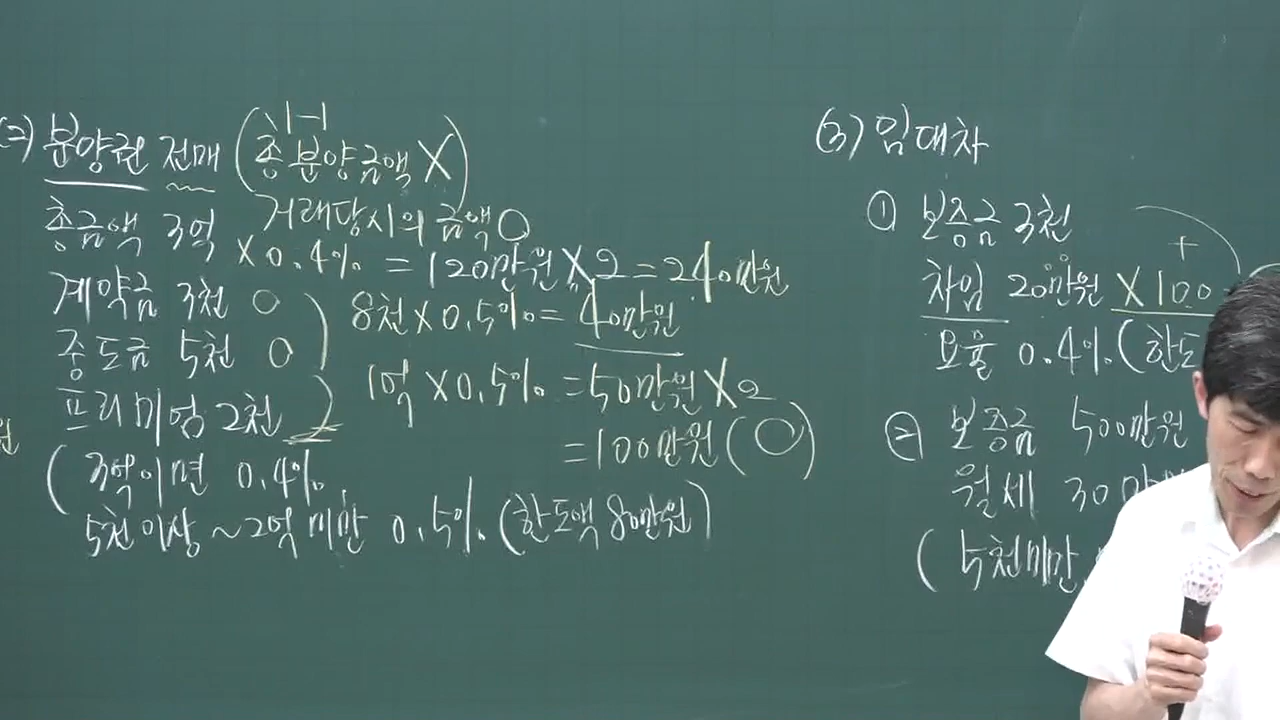 (2) 분양권 전매 (총분양금액 X)
거래당시의 금액 O
총금액 3억 X 0.4% = 120만원 X 2 = 240만원
계약금 3천 O
8천 X 0.5% = 40만원
중도금 5천 O
1억 X 0.5% = 50만원 X 2
프리미엄 2천
= 100만원 (O)
(3억이면 0.4%
5천이상 ~ 2억미만 0.5% (한도액 80만원)
원
(3) 임대차
① 보증금 3천
+
차임 20만원 X 100
요율 0.4% (한도
② 보증금 500만원
월세 30만
( 5천미만